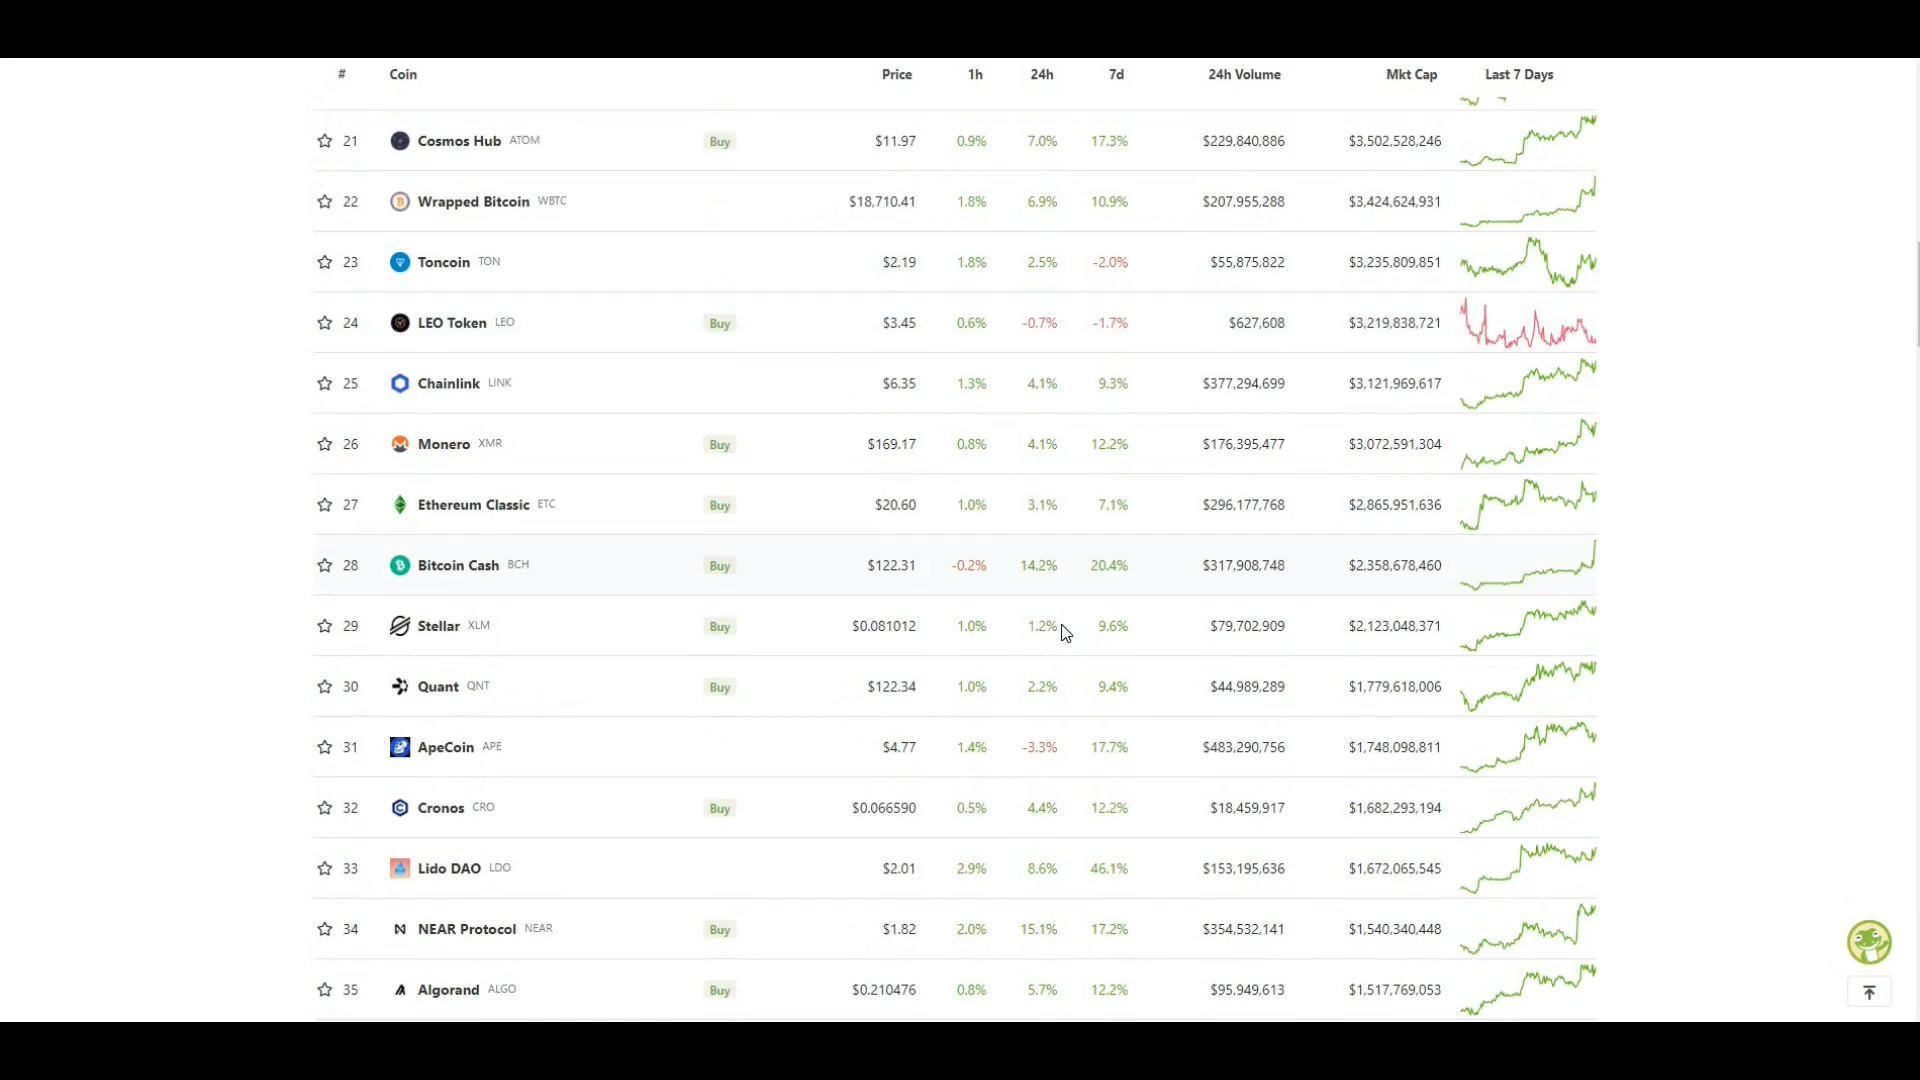 # Coin Price 1h 24h 7d 24h Volume Mkt Cap Last 7 Days
21 Cosmos Hub ATOM Buy $11.97 0.9% 7.0% 17.3% $229,840,886 $3,502,528,246
22 Wrapped Bitcoin WBTC $18,710.41 1.8% 6.9% 10.9% $207,955,288 $3,424,624,931
23 Toncoin TON $2.19 1.8% 2.5% -2.0% $55,875,822 $3,235,809,851
24 LEO Token LEO Buy $3.45 0.6% -0.7% -1.7% $627,608 $3,219,838,721
25 Chainlink LINK $6.35 1.3% 4.1% 9.3% $377,294,699 $3,121,969,617
26 Monero XMR Buy $169.17 0.8% 4.1% 12.2% $176,395,477 $3,072,591,304
27 Ethereum Classic ETC Buy $20.60 1.0% 3.1% 7.1% $296,177,768 $2,865,951,636
28 Bitcoin Cash BCH Buy $122.31 -0.2% 14.2% 20.4% $317,908,748 $2,358,678,460
29 Stellar XLM Buy $0.081012 1.0% 1.2% 9.6% $79,702,909 $2,123,048,371
30 Quant QNT Buy $122.34 1.0% 2.2% 9.4% $44,989,289 $1,779,618,006
31 ApeCoin APE $4.77 1.4% -3.3% 17.7% $483,290,756 $1,748,098,811
32 Cronos CRO Buy $0.066590 0.5% 4.4% 12.2% $18,459,917 $1,682,293,194
33 Lido DAO LDO $2.01 2.9% 8.6% 46.1% $153,195,636 $1,672,065,545
34 NEAR Protocol NEAR Buy $1.82 2.0% 15.1% 17.2% $354,532,141 $1,540,340,448
35 Algorand ALGO Buy $0.210476 0.8% 5.7% 12.2% $95,949,613 $1,517,769,053